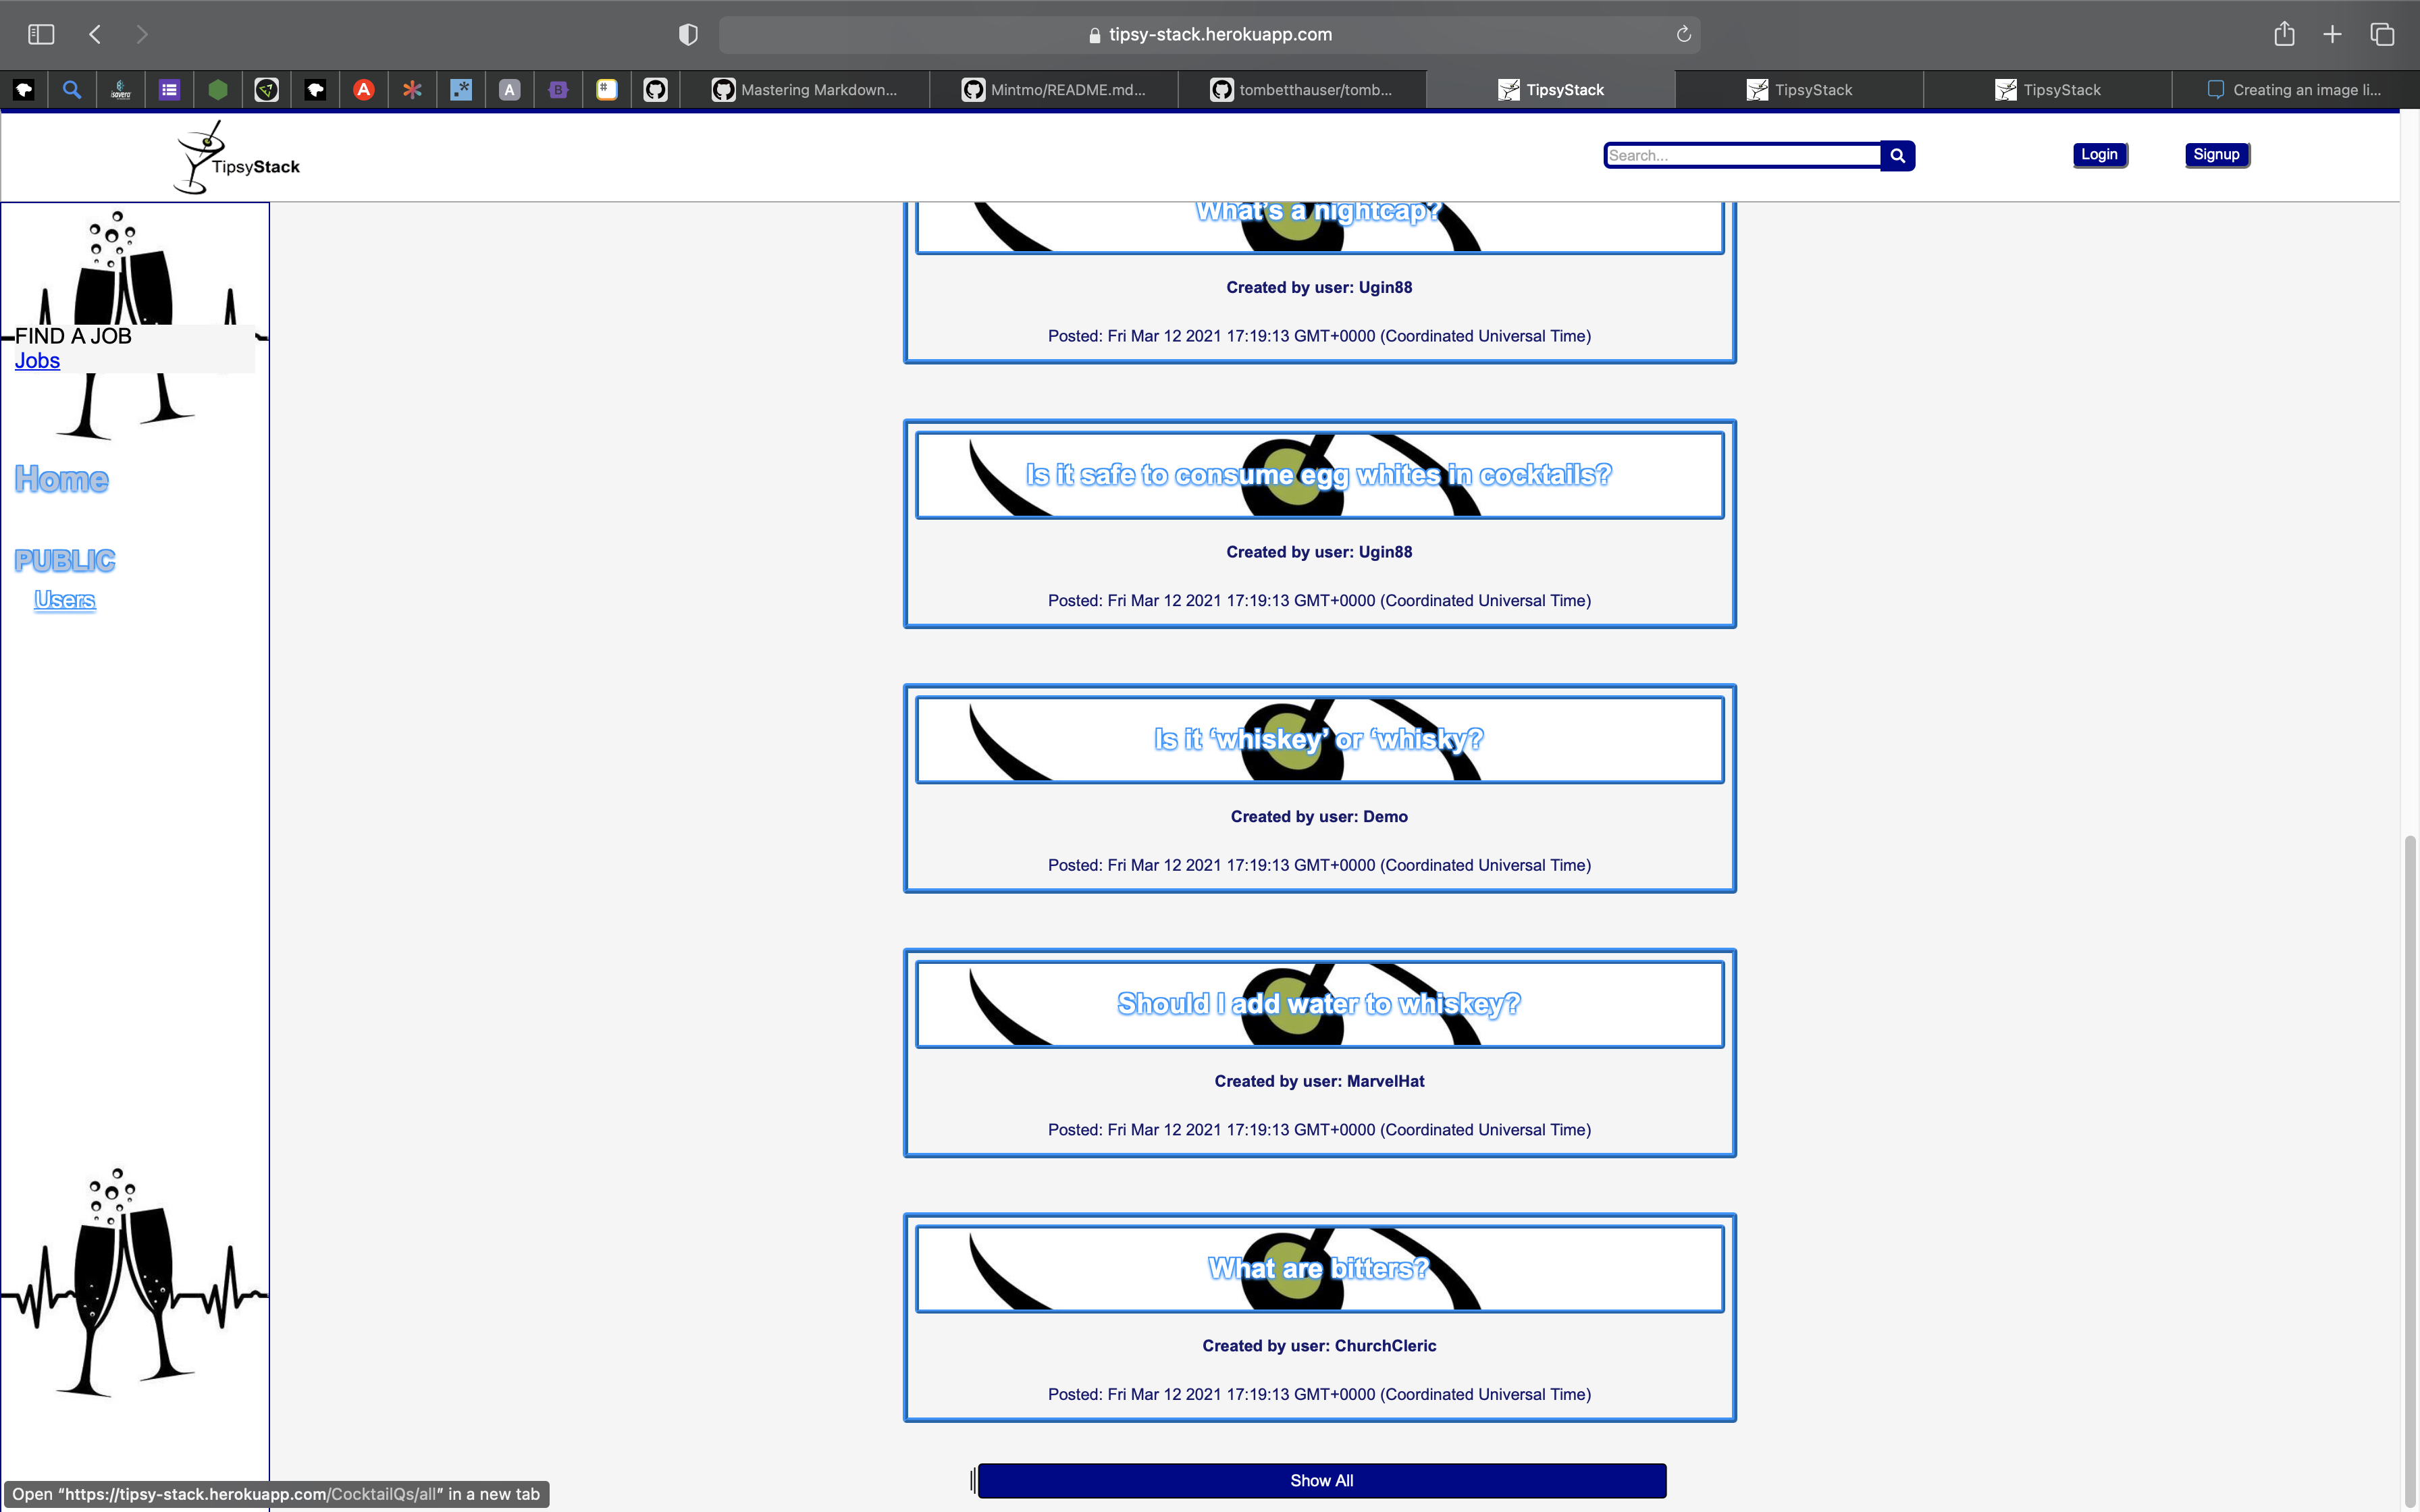 tipsy-stack.herokuapp.com
isavera
A
A
B
#
Mastering Markdown...
Mintmo/README.md...
tombetthauser/tomb...
TipsyStack
TipsyStack
TipsyStack
Creating an image li...
TipsyStack
Search...
Login
Signup
FIND A JOB
Jobs
Home
PUBLIC
Users
What's a nightcap?
Created by user: Ugin88
Posted: Fri Mar 12 2021 17:19:13 GMT+0000 (Coordinated Universal Time)
Is it safe to consume egg whites in cocktails?
Created by user: Ugin88
Posted: Fri Mar 12 2021 17:19:13 GMT+0000 (Coordinated Universal Time)
Is it ‘whiskey’ or ‘whisky?
Created by user: Demo
Posted: Fri Mar 12 2021 17:19:13 GMT+0000 (Coordinated Universal Time)
Should I add water to whiskey?
Created by user: MarvelHat
Posted: Fri Mar 12 2021 17:19:13 GMT+0000 (Coordinated Universal Time)
What are bitters?
Created by user: ChurchCleric
Posted: Fri Mar 12 2021 17:19:13 GMT+0000 (Coordinated Universal Time)
Show All
Open “https://tipsy-stack.herokuapp.com/CocktailQs/all” in a new tab